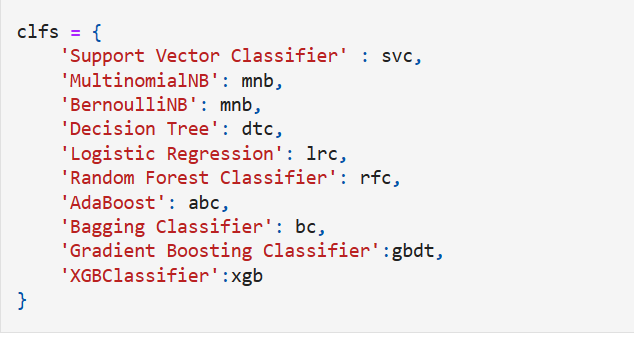 clfs = {
    'Support Vector Classifier' : svc,
    'MultinomialNB': mnb,
    'BernoulliNB': mnb,
    'Decision Tree': dtc,
    'Logistic Regression': lrc,
    'Random Forest Classifier': rfc,
    'AdaBoost': abc,
    'Bagging Classifier': bc,
    'Gradient Boosting Classifier':gbdt,
    'XGBClassifier':xgb
}